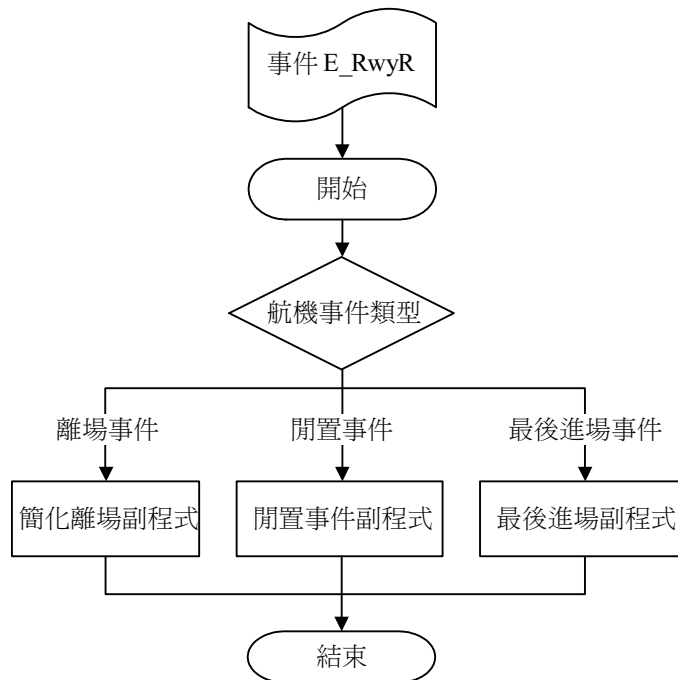 事件 E_RwyR
開始
航機事件類型
離場事件
閒置事件
最後進場事件
簡化離場副程式
閒置事件副程式
最後進場副程式
結束